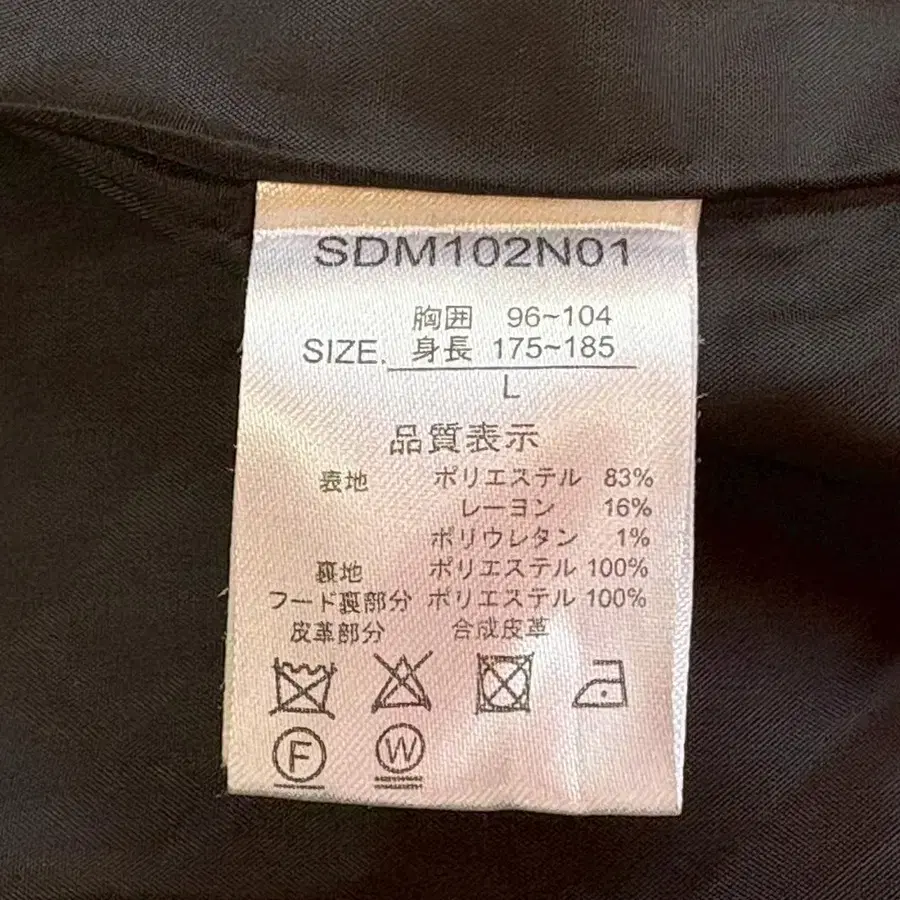 SDM102N01
胸囲 96~104
SIZE. 身長 175~185
L
品質表示
表地 ポリエステル 83%
レーヨン 16%
ポリウレタン 1%
裏地 ポリエステル 100%
フード裏部分 ポリエステル 100%
皮革部分 合成皮革
F W